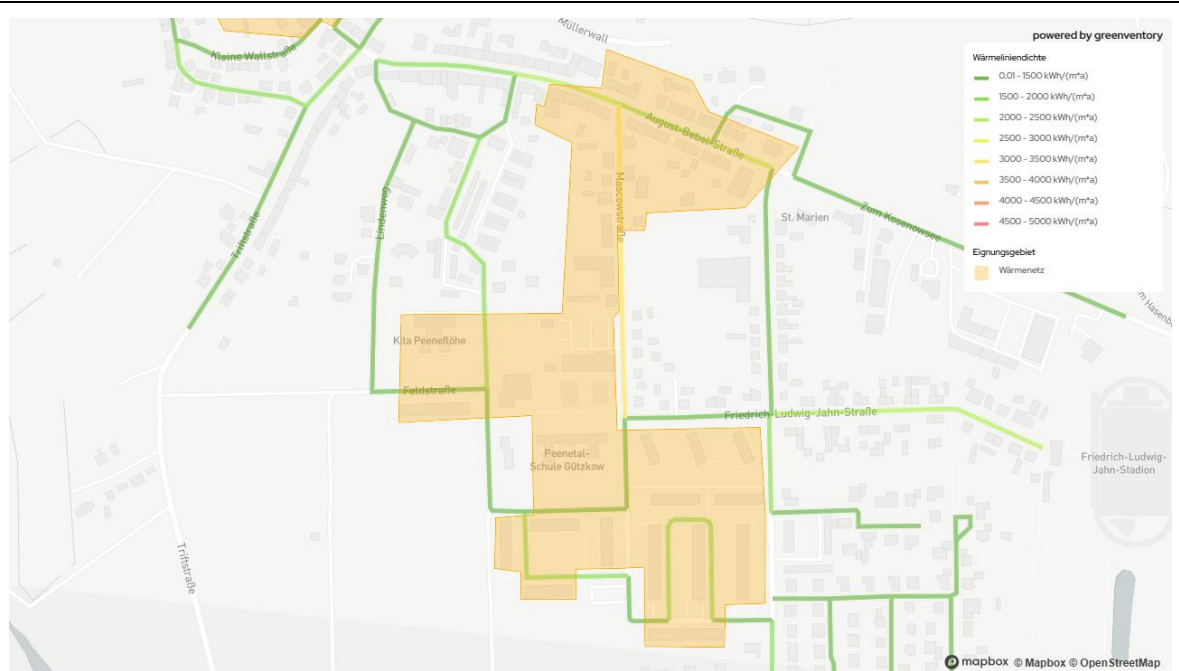 powered by greenventory
Wärmeliniendichte
0.01 - 1500 kWh/(m*a)
1500 - 2000 kWh/(m*a)
2000 - 2500 kWh/(m*a)
2500 - 3000 kWh/(m*a)
3000 - 3500 kWh/(m*a)
3500 - 4000 kWh/(m*a)
4000 - 4500 kWh/(m*a)
4500 - 5000 kWh/(m*a)
Eignungsgebiet
Wärmenetz
Müllerwall
Kleine Wallstraße
August-Bebel-Straße
Mascowstraße
Lindenweg
Triftstraße
St. Marien
Zum Kosenowsee
Kita Peeneflöhe
Feldstraße
Friedrich-Ludwig-Jahn-Straße
Peenetal-
Schule Gützkow
Friedrich-Ludwig-
Jahn-Stadion
Triftstraße
mapbox © Mapbox © OpenStreetMap